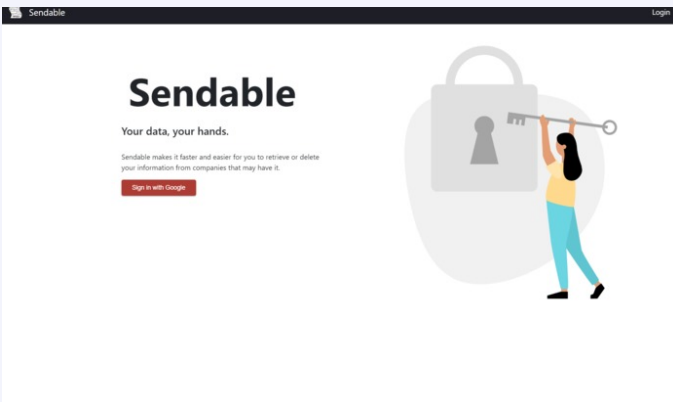 Sendable
Login
Sendable
Your data, your hands.
Sendable makes it faster and easier for you to retrieve or delete
your information from companies that may have it.
Sign in with Google